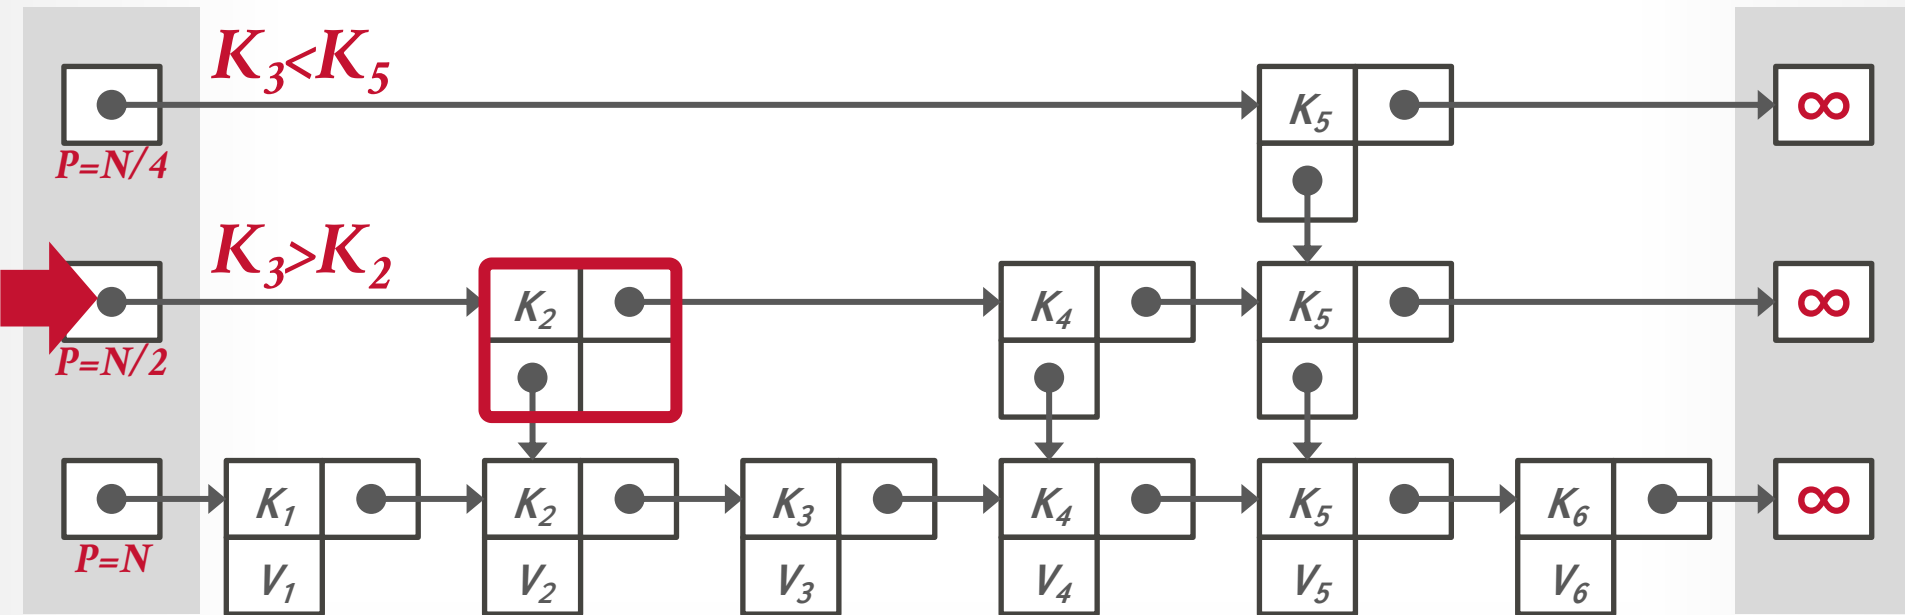 K₃<K₅
K₅
∞
P=N/4
K₃>K₂
K₂
K₄
K₅
∞
P=N/2
K₁
K₂
K₃
K₄
K₅
K₆
∞
P=N
V₁
V₂
V₃
V₄
V₅
V₆